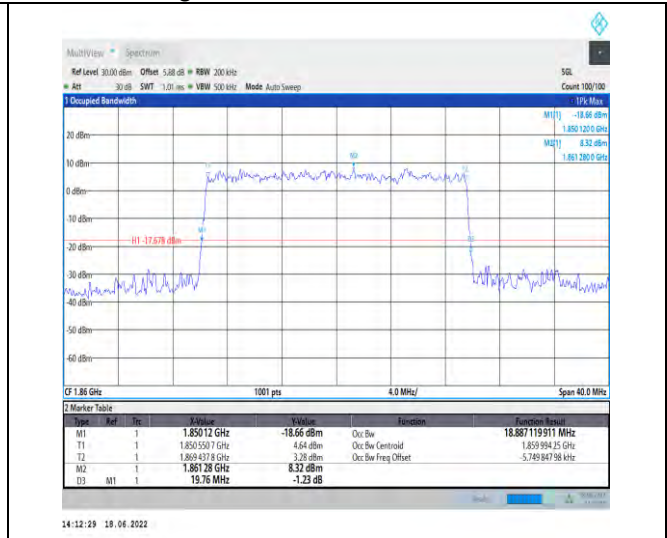 MultiView Spectrum
Ref Level 30.00 dBm Offset 5.88 dB RBW 200 kHz SGL
Att 30 dB SWT 1.01 ms VBW 500 kHz Mode Auto Sweep Count 100/100
1 Occupied Bandwidth 1Pk Max
M1[1] -18.66 dBm
1.850 120 0 GHz
M2[1] 8.32 dBm
1.861 280 0 GHz
20 dBm
M2
10 dBm
T1 T2
0 dBm
-10 dBm
M1
H1 -17.679 dBm
-20 dBm
-30 dBm
-40 dBm
-50 dBm
-60 dBm
CF 1.86 GHz 1001 pts 4.0 MHz/ Span 40.0 MHz
2 Marker Table
Type Ref Trc X-Value Y-Value Function Function Result
M1 1 1.85012 GHz -18.66 dBm Occ Bw 18.887119911 MHz
T1 1 1.850 550 7 GHz 4.64 dBm Occ Bw Centroid 1.859 994 25 GHz
T2 1 1.869 437 8 GHz 3.28 dBm Occ Bw Freq Offset -5.749 847 98 kHz
M2 1 1.86128 GHz 8.32 dBm
D3 M1 1 19.76 MHz -1.23 dB
14:12:29 18.06.2022